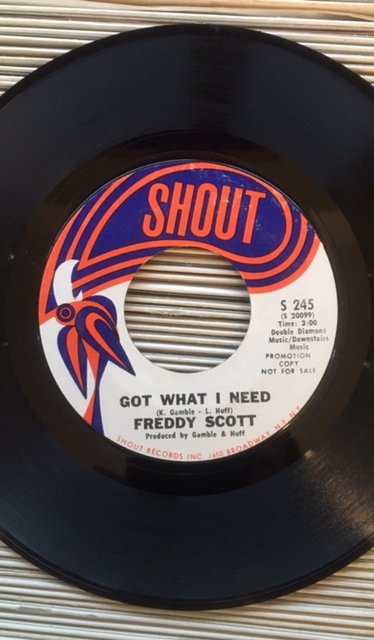 SHOUT
S 245
(S 20099)
Time: 3:00
Double Diamond
Music/Downstairs
Music
PROMOTION
COPY
NOT FOR SALE
GOT WHAT I NEED
(K. Gamble - L. Huff)
FREDDY SCOTT
Produced by Gamble & Huff
SHOUT RECORDS INC. 1650 BROADWAY, N.Y. N.Y.